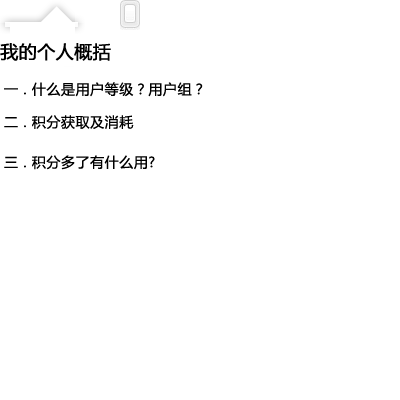 我的个人概括
一 . 什么是用户等级？用户组？
二 . 积分获取及消耗
三 . 积分多了有什么用?